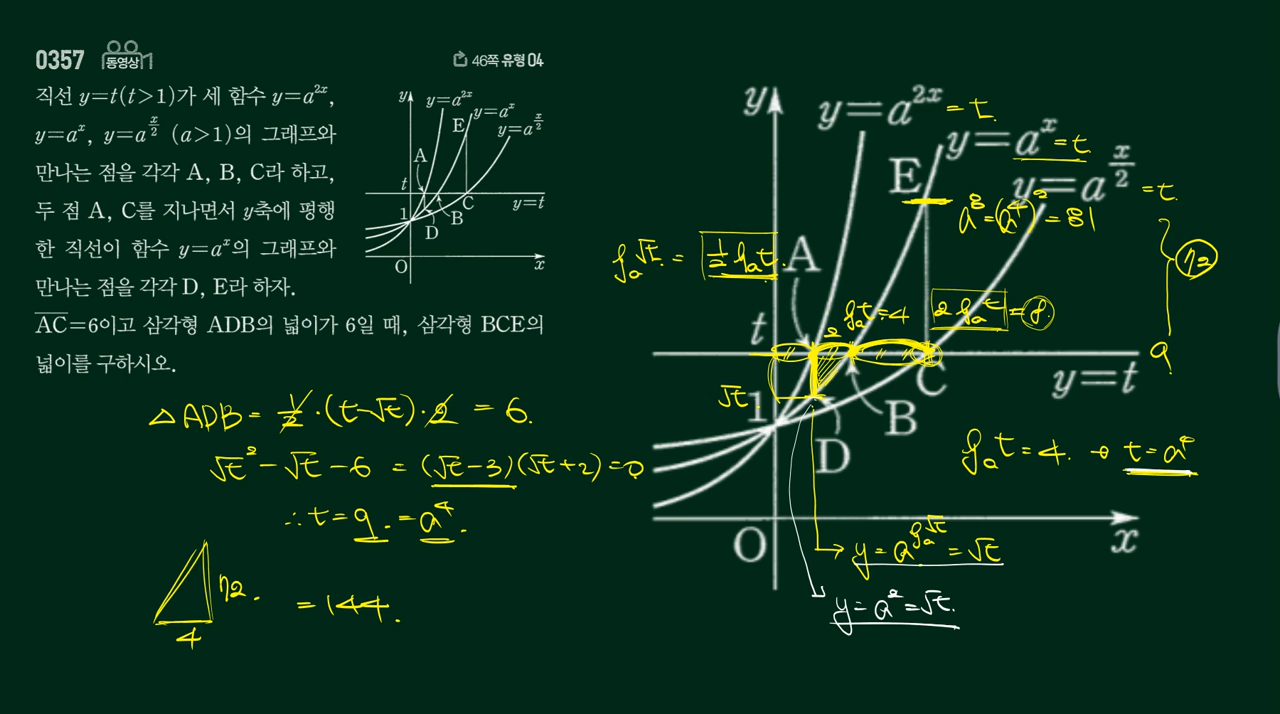 0357 동영상 46쪽 유형 04
직선 y=t(t>1)가 세 함수 y=a^{2x},
y=a^x, y=a^{x/2} (a>1)의 그래프와
만나는 점을 각각 A, B, C라 하고,
두 점 A, C를 지나면서 y축에 평행
한 직선이 함수 y=a^x의 그래프와
만나는 점을 각각 D, E라 하자.
AC=6이고 삼각형 ADB의 넓이가 6일 때, 삼각형 BCE의
넓이를 구하시오.
y y=a^{2x}
y=a^x
E y=a^{x/2}
A
t
C y=t
1 B
D
O x
△ADB = 1/2·(t-√t)·2 = 6.
√t² - √t - 6 = (√t-3)(√t+2)=0
∴ t = 9. = a⁴.
72.
4
= 144.
y y=a^{2x} = t.
y=a^x = t.
E y=a^{x/2} = t.
a⁸=(a⁴)² = 81
72
log_a √t = 1/2 log_a t.
A
2 log_a t = 4
2 log_a t = 8.
t
9
C y=t
√t
1
B
D
log_a t = 4. → t = a⁴
O x
→ y = a^{log_a √t} = √t
y = a² = √t.